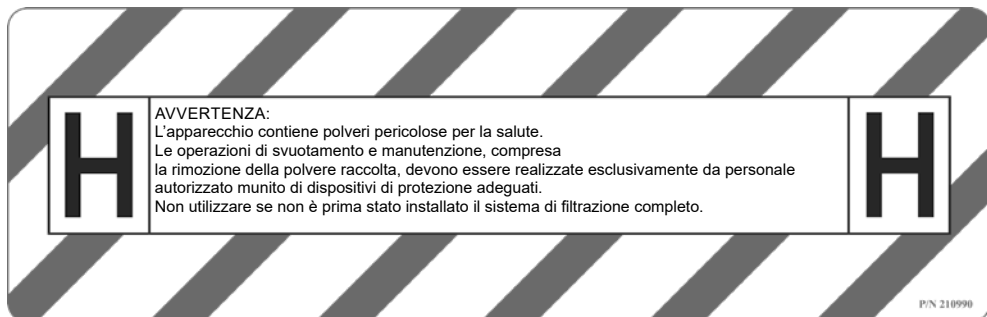 H
AVVERTENZA:
L'apparecchio contiene polveri pericolose per la salute.
Le operazioni di svuotamento e manutenzione, compresa
la rimozione della polvere raccolta, devono essere realizzate esclusivamente da personale
autorizzato munito di dispositivi di protezione adeguati.
Non utilizzare se non è prima stato installato il sistema di filtrazione completo.
H
P/N 210990